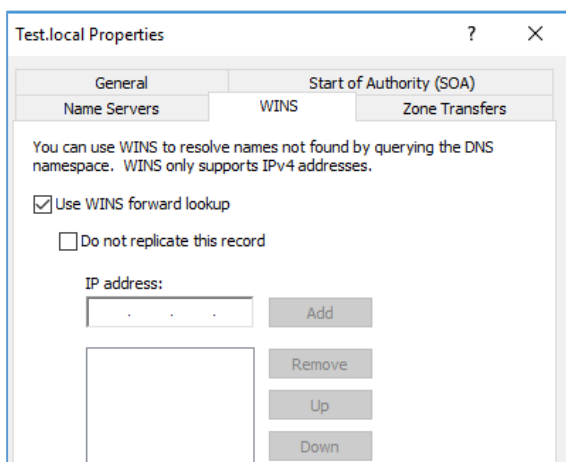 Test.local Properties ? ×
General Start of Authority (SOA)
Name Servers WINS Zone Transfers
You can use WINS to resolve names not found by querying the DNS
namespace. WINS only supports IPv4 addresses.
Use WINS forward lookup
Do not replicate this record
IP address:
. . . Add
Remove
Up
Down